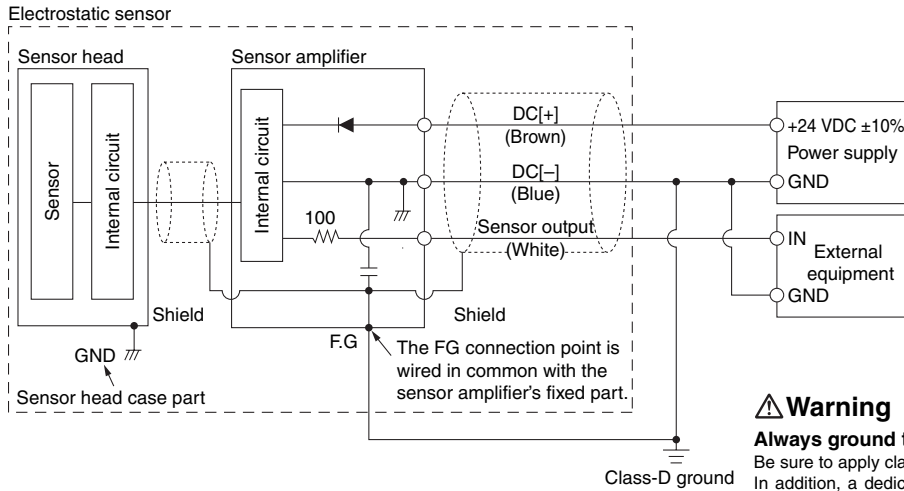 Electrostatic sensor
Sensor head
Sensor amplifier
Sensor
Internal circuit
Internal circuit
100
DC[+]
(Brown)
DC[–]
(Blue)
Sensor output
(White)
+24 VDC ±10%
Power supply
GND
IN
External
equipment
GND
Shield
Shield
GND
Sensor head case part
F.G
The FG connection point is
wired in common with the
sensor amplifier's fixed part.
Class-D ground
⚠Warning
Always ground
Be sure to apply
In addition, a